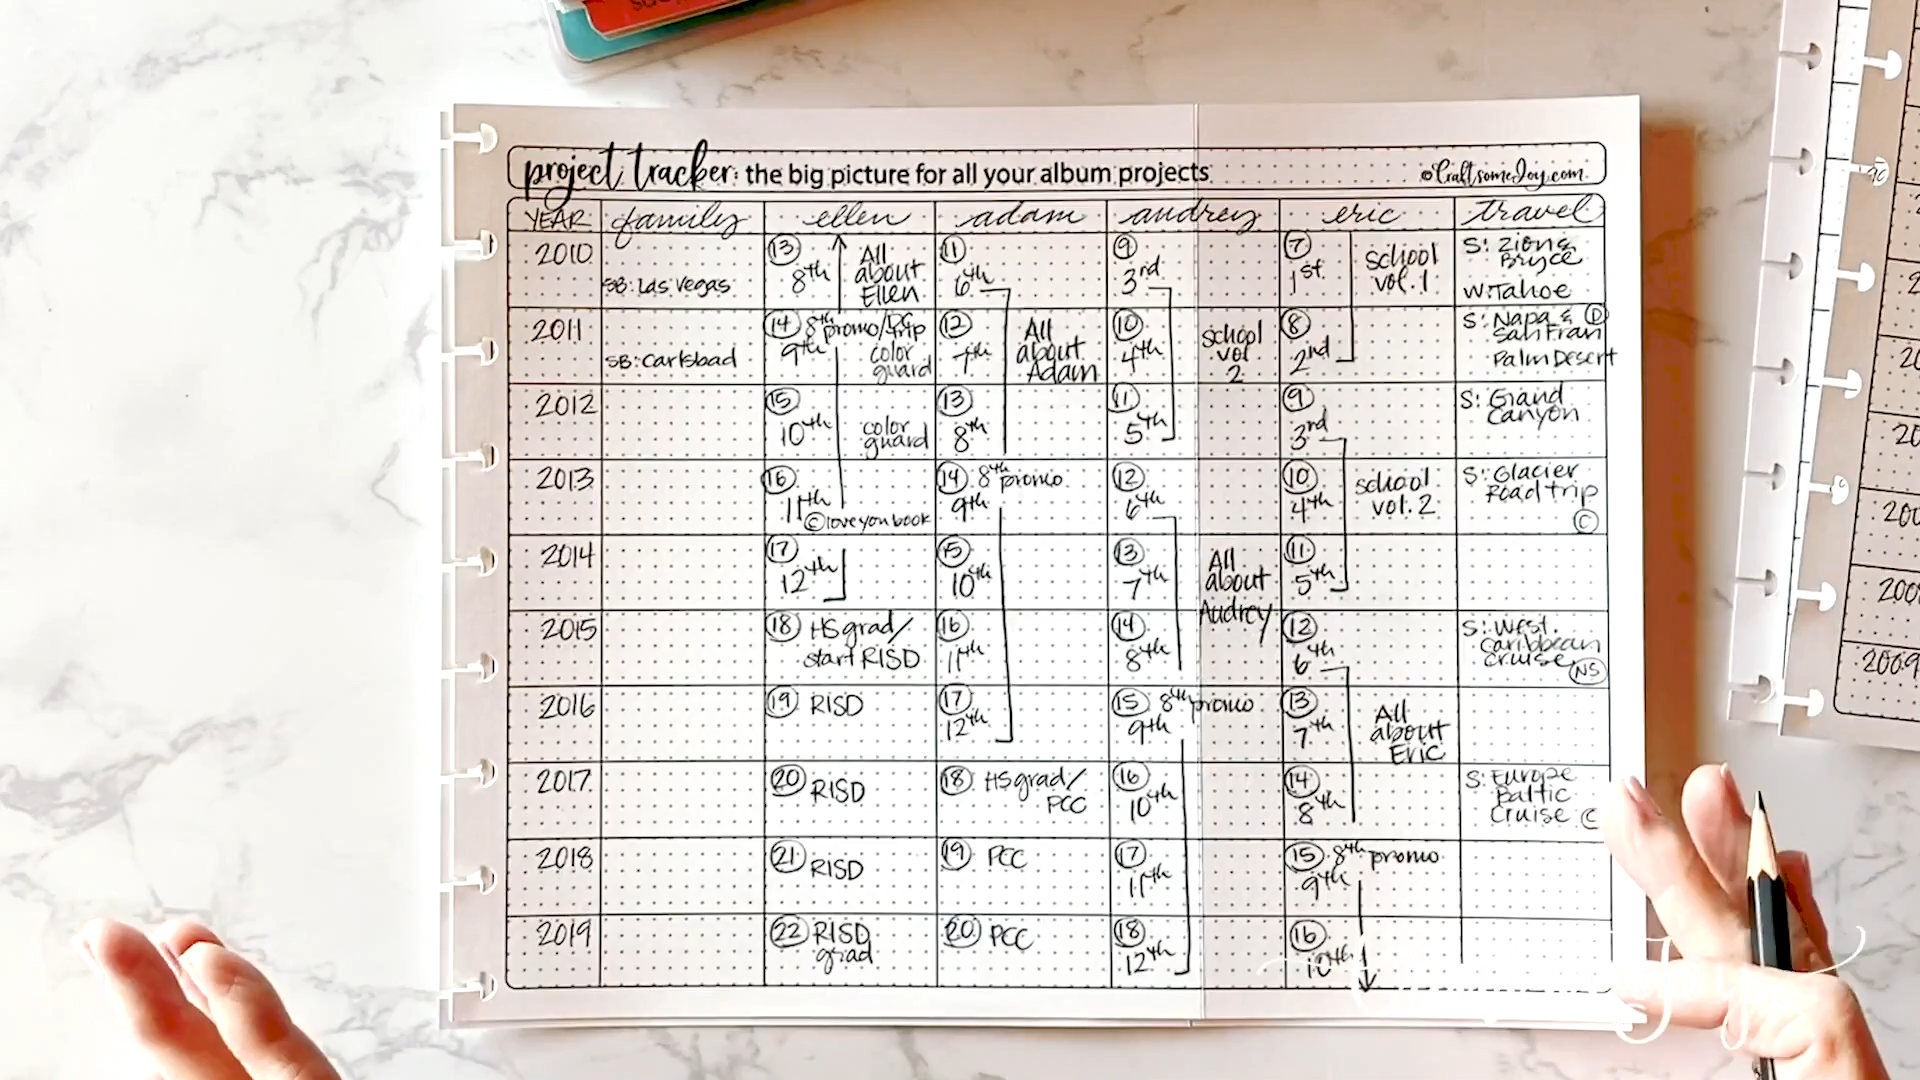 project tracker: the big picture for all your album projects
©CraftsomeJoy.com
YEAR family ellen adam audrey eric travel
2010
SB: Las Vegas
13
8th
All
about
Ellen
11
6th
9
3rd
7
1st
school
vol. 1
S: Zion &
Bryce
W: Tahoe
2011
SB: Carlsbad
14 8th promo/DC trip
9th
color
guard
12
7th
All
about
Adam
10
4th
school
vol
2
8
2nd
S: Napa & D
San Fran
Palm Desert
2012
15
10th
color
guard
13
8th
11
5th
9
3rd
S: Grand
Canyon
2013
16
11th
C love you book
14 8th promo
9th
12
6th
10
4th
school
vol. 2
S: Glacier
Road trip
C
2014
17
12th
15
10th
13
7th
All
about
Audrey
11
5th
2015
18 HS grad/
start RISD
16
11th
14
8th
12
6th
S: West.
Caribbean
Cruise
NS
2016
19 RISD
17
12th
15 8th promo
9th
13
7th
All
about
Eric
2017
20 RISD
18 HS grad/
PCC
16
10th
14
8th
S: Europe
Baltic
Cruise C
2018
21 RISD
19 PCC
17
11th
15 8th promo
9th
2019
22 RISD
grad
20 PCC
18
12th
16
10th
2009